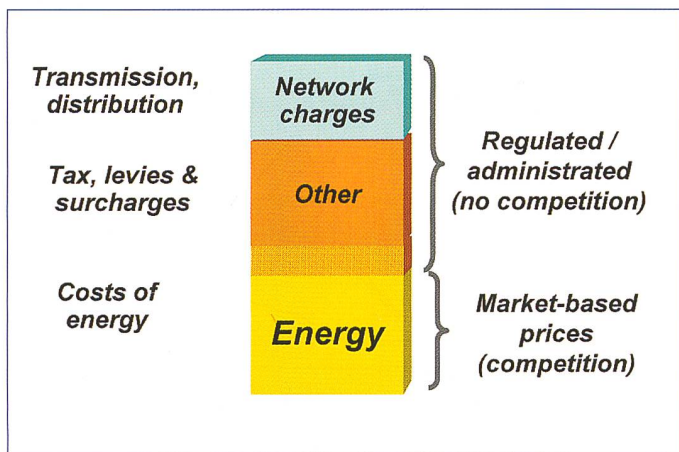 Transmission,
distribution
Network
charges
Tax, levies &
surcharges
Other
Regulated /
administrated
(no competition)
Costs of
energy
Energy
Market-based
prices
(competition)